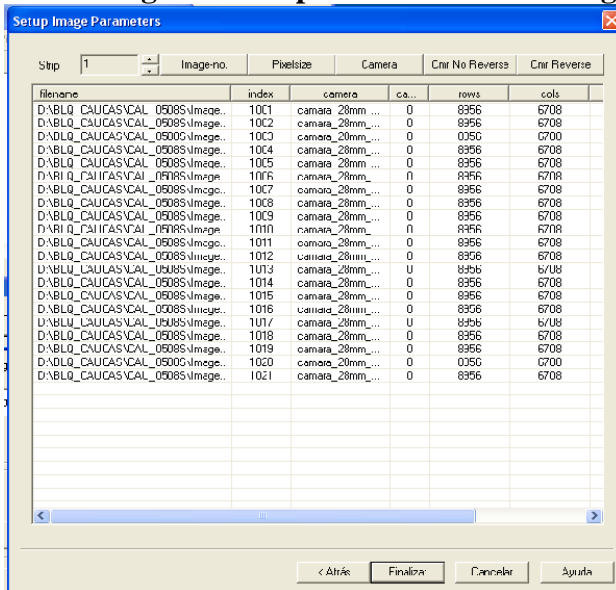 Setup Image Parameters
Strip 1 Image-no. Pixelsize Camera Cmr No Reverse Cmr Reverse
filename index camera ca... rows cols
D:\BLQ_CAUCAS\CAL_0508S\Image.. 1001 camara_28mm_... 0 8956 6708
D:\BLQ_CAUCAS\CAL_0508S\Image.. 1002 camara_28mm_... 0 8956 6708
D:\BLQ_CAUCAS\CAL_0508S\Image.. 1003 camara_28mm_... 0 8956 6708
D:\BLQ_CAUCAS\CAL_0508S\Image.. 1004 camara_28mm_... 0 8956 6708
D:\BLQ_CAUCAS\CAL_0508S\Image.. 1005 camara_28mm_... 0 8956 6708
D:\BLQ_CAUCAS\CAL_0508S\Image.. 1006 camara_28mm_... 0 8956 6708
D:\BLQ_CAUCAS\CAL_0508S\Image.. 1007 camara_28mm_... 0 8956 6708
D:\BLQ_CAUCAS\CAL_0508S\Image.. 1008 camara_28mm_... 0 8956 6708
D:\BLQ_CAUCAS\CAL_0508S\Image.. 1009 camara_28mm_... 0 8956 6708
D:\BLQ_CAUCAS\CAL_0508S\Image.. 1010 camara_28mm_... 0 8956 6708
D:\BLQ_CAUCAS\CAL_0508S\Image.. 1011 camara_28mm_... 0 8956 6708
D:\BLQ_CAUCAS\CAL_0508S\Image.. 1012 camara_28mm_... 0 8956 6708
D:\BLQ_CAUCAS\CAL_0508S\Image.. 1013 camara_28mm_... 0 8956 6708
D:\BLQ_CAUCAS\CAL_0508S\Image.. 1014 camara_28mm_... 0 8956 6708
D:\BLQ_CAUCAS\CAL_0508S\Image.. 1015 camara_28mm_... 0 8956 6708
D:\BLQ_CAUCAS\CAL_0508S\Image.. 1016 camara_28mm_... 0 8956 6708
D:\BLQ_CAUCAS\CAL_0508S\Image.. 1017 camara_28mm_... 0 8956 6708
D:\BLQ_CAUCAS\CAL_0508S\Image.. 1018 camara_28mm_... 0 8956 6708
D:\BLQ_CAUCAS\CAL_0508S\Image.. 1019 camara_28mm_... 0 8956 6708
D:\BLQ_CAUCAS\CAL_0508S\Image.. 1020 camara_28mm_... 0 8956 6708
D:\BLQ_CAUCAS\CAL_0508S\Image.. 1021 camara_28mm_... 0 8956 6708
< Atrás Finalizar Cancelar Ayuda